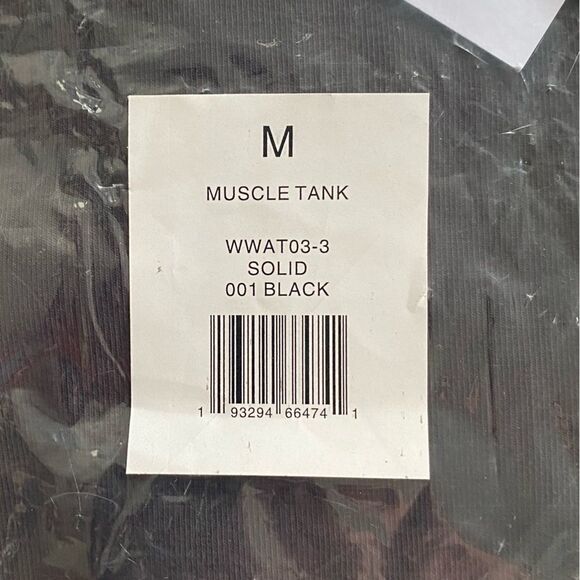 M
MUSCLE TANK
WWAT03-3
SOLID
001 BLACK
1 93294 66474 1